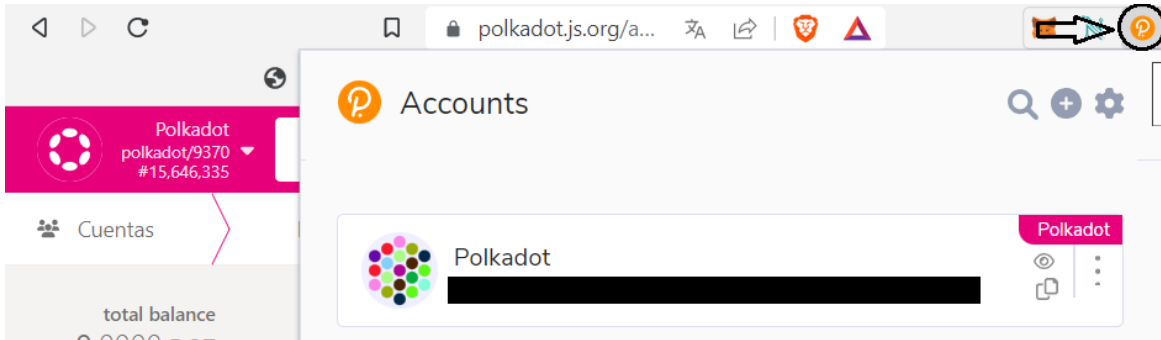 polkadot.js.org/a...
Accounts
Polkadot
polkadot/9370
#15,646,335
Cuentas
Polkadot
Polkadot
total balance